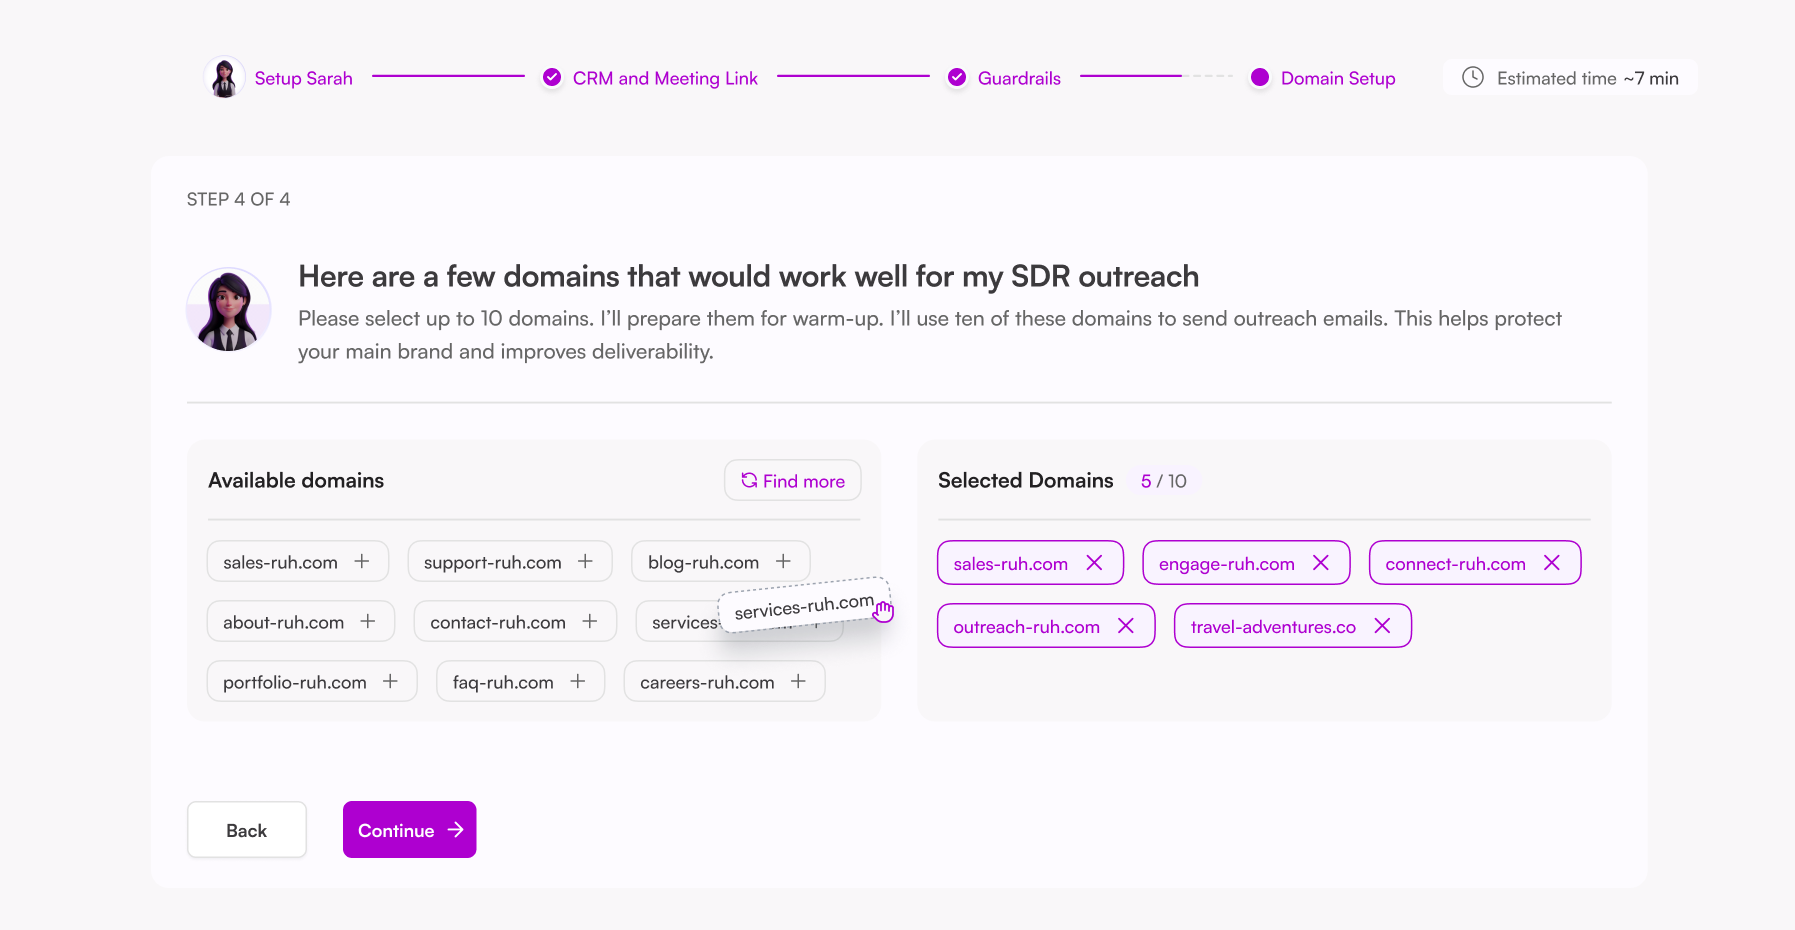 Setup Sarah
CRM and Meeting Link
Guardrails
Domain Setup
Estimated time ~7 min
STEP 4 OF 4
Here are a few domains that would work well for my SDR outreach
Please select up to 10 domains. I’ll prepare them for warm-up. I’ll use ten of these domains to send outreach emails. This helps protect
your main brand and improves deliverability.
Available domains
Find more
sales-ruh.com
support-ruh.com
blog-ruh.com
about-ruh.com
contact-ruh.com
services-
services-ruh.com
portfolio-ruh.com
faq-ruh.com
careers-ruh.com
Selected Domains 5 / 10
sales-ruh.com
engage-ruh.com
connect-ruh.com
outreach-ruh.com
travel-adventures.co
Back
Continue